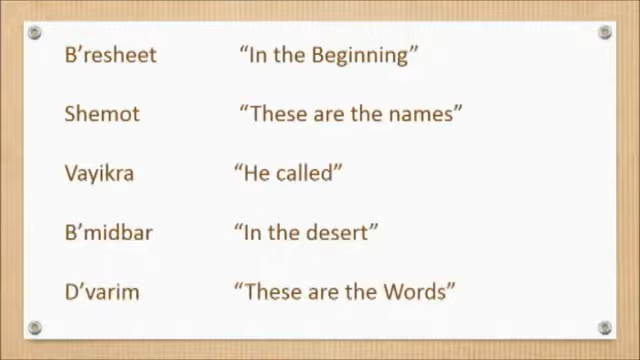 B’resheet “In the Beginning”
Shemot “These are the names”
Vayikra “He called”
B’midbar “In the desert”
D’varim “These are the Words”